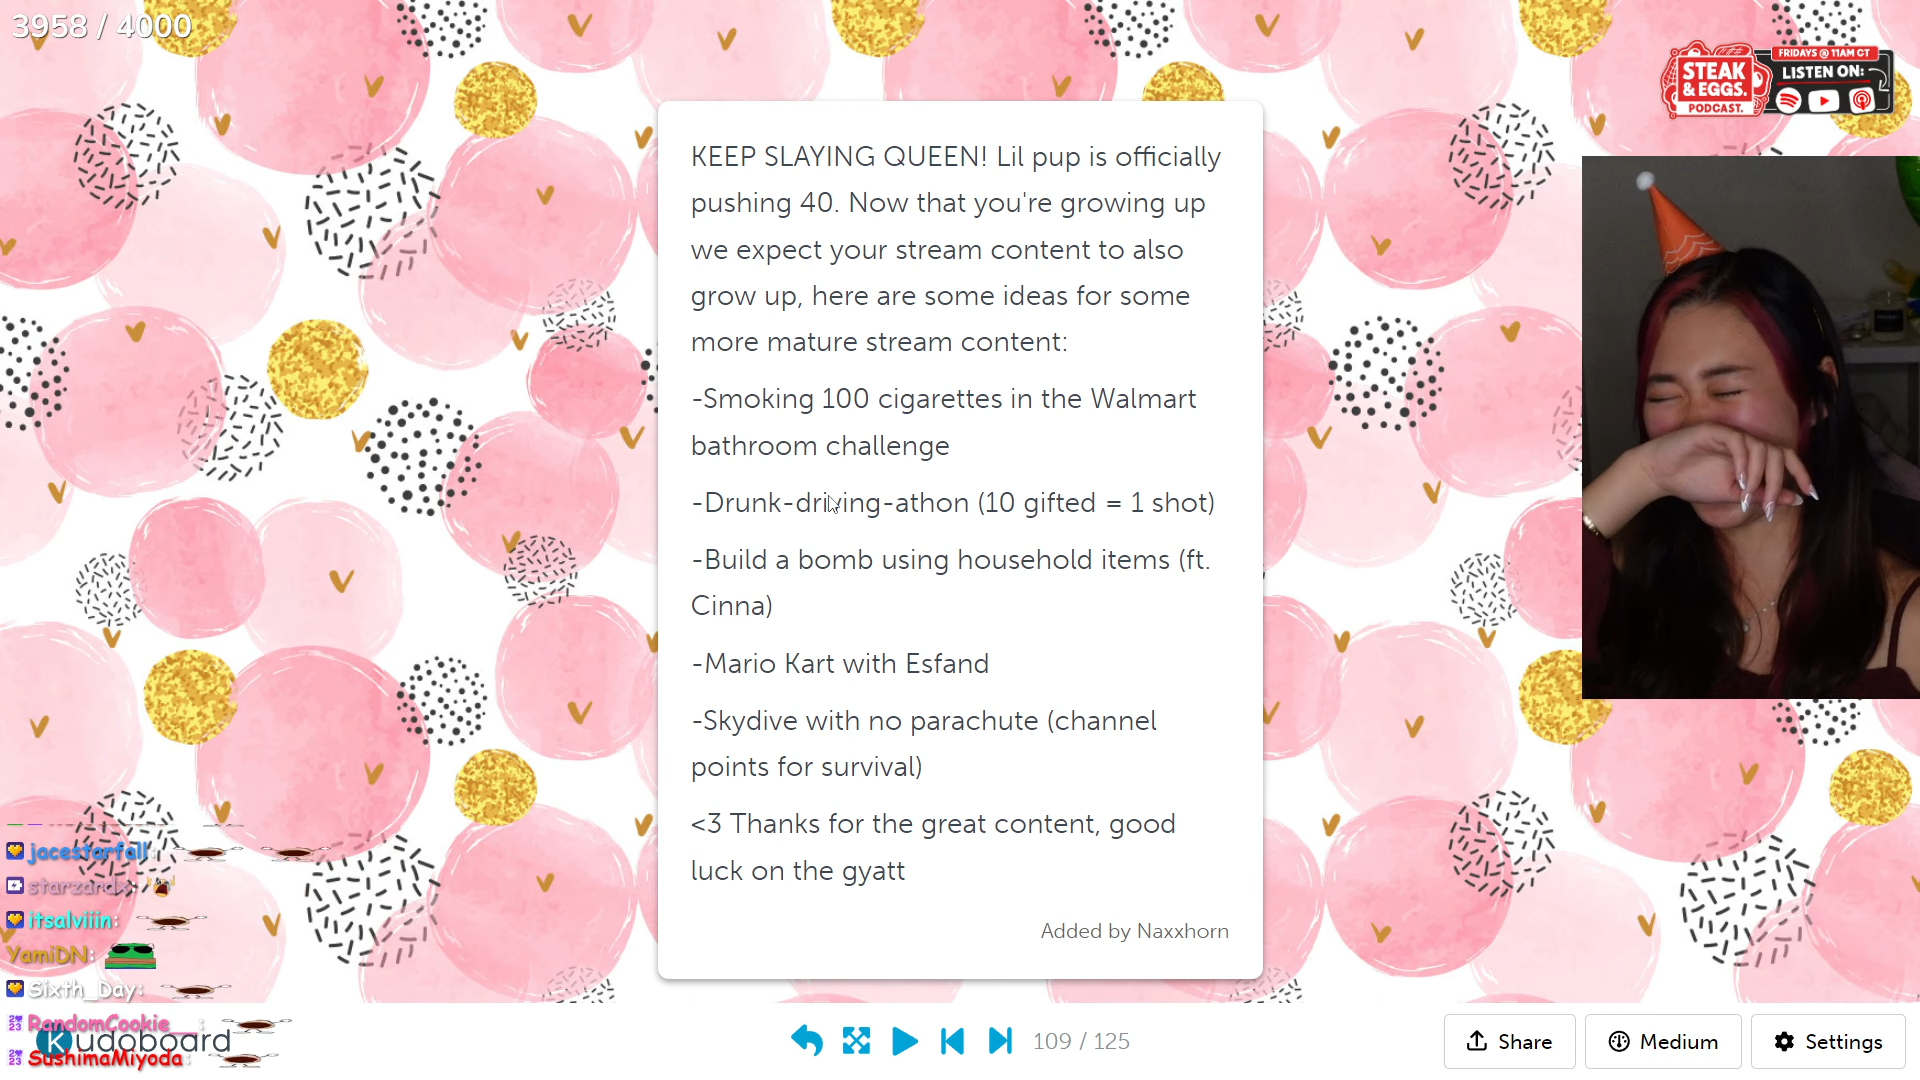 3958 / 4000
FRIDAYS @ 11AM CT
STEAK
& EGGS.
PODCAST.
LISTEN ON:
KEEP SLAYING QUEEN! Lil pup is officially
pushing 40. Now that you're growing up
we expect your stream content to also
grow up, here are some ideas for some
more mature stream content:
-Smoking 100 cigarettes in the Walmart
bathroom challenge
-Drunk-driving-athon (10 gifted = 1 shot)
-Build a bomb using household items (ft.
Cinna)
-Mario Kart with Esfand
-Skydive with no parachute (channel
points for survival)
<3 Thanks for the great content, good
luck on the gyatt
Added by Naxxhorn
jacestarfall:
starzardx:
itsalviiin:
YamiDN:
Sixth_Day:
RandomCookie__:
SushimaMiyoda:
Kudoboard
109 / 125
Share
Medium
Settings